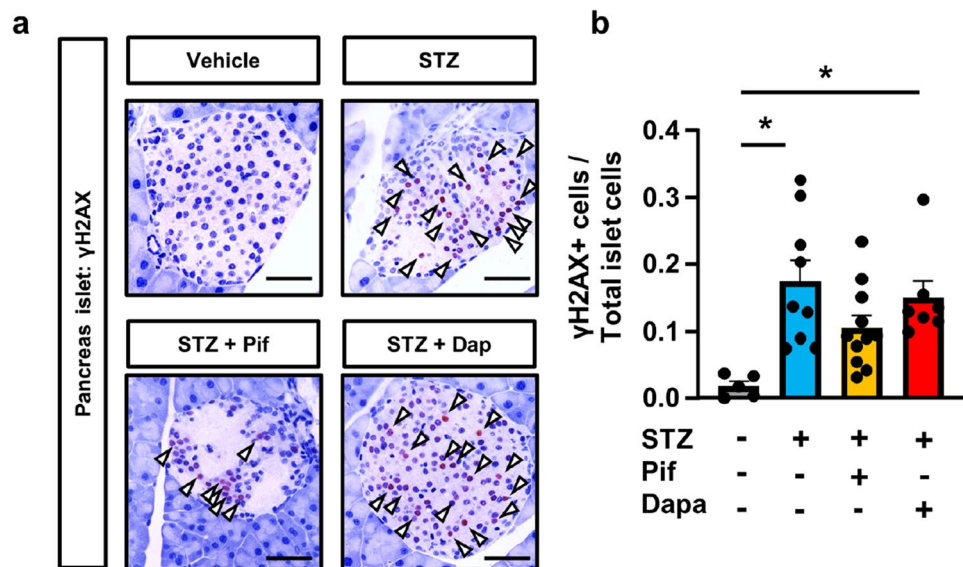 a
Pancreas islet: γH2AX
Vehicle
STZ
STZ + Pif
STZ + Dap
b
γH2AX+ cells /
Total islet cells
*
*
0.4
0.3
0.2
0.1
0.0
STZ - + + +
Pif - - + -
Dapa - - - +